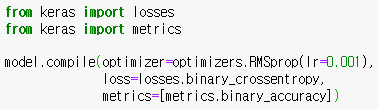 from keras import losses
from keras import metrics
model.compile(optimizer=optimizers.RMSprop(lr=0.001),
loss=losses.binary_crossentropy,
metrics=[metrics.binary_accuracy])